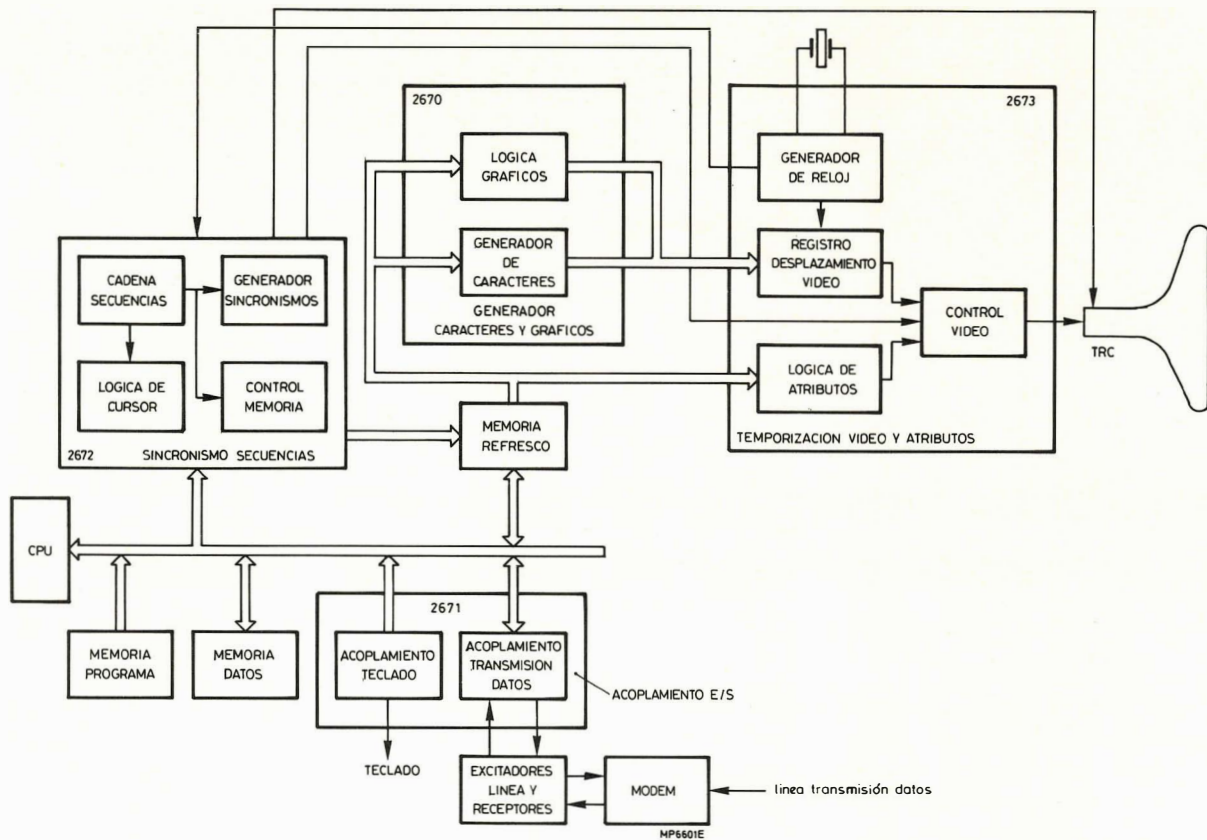 2670
2673
LOGICA
GRAFICOS
GENERADOR
DE RELOJ
GENERADOR
DE
CARACTERES
REGISTRO
DESPLAZAMIENTO
VIDEO
GENERADOR
CARACTERES Y GRAFICOS
CADENA
SECUENCIAS
GENERADOR
SINCRONISMOS
CONTROL
VIDEO
TRC
LOGICA DE
CURSOR
CONTROL
MEMORIA
LOGICA DE
ATRIBUTOS
MEMORIA
REFRESCO
TEMPORIZACION VIDEO Y ATRIBUTOS
2672
SINCRONISMO SECUENCIAS
CPU
2671
MEMORIA
PROGRAMA
MEMORIA
DATOS
ACOPLAMIENTO
TECLADO
ACOPLAMIENTO
TRANSMISION
DATOS
ACOPLAMIENTO E/S
TECLADO
EXCITADORES
LINEA Y
RECEPTORES
MODEM
linea transmisión datos
MP6601E